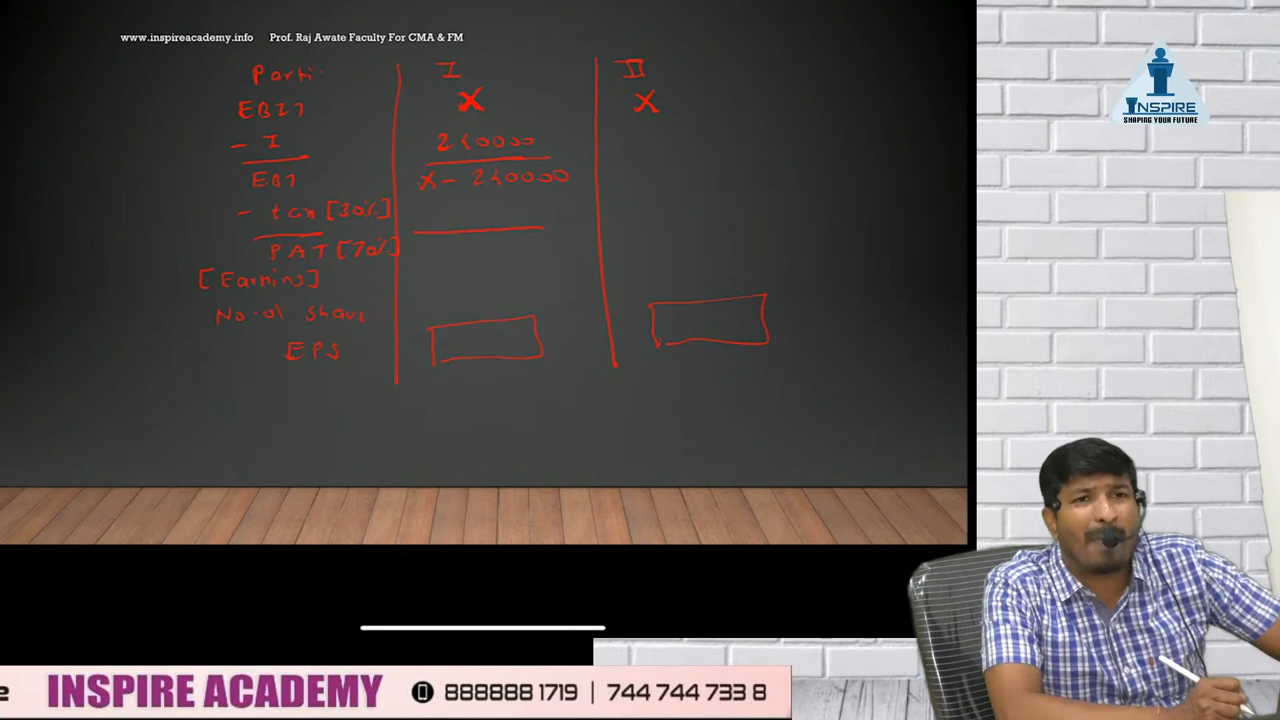 www.inspireacademy.info Prof. Raj Awate Faculty For CMA & FM
Parti. I II
EBIT X X
- I 240000
EBT X - 240000
- tax [30%]
PAT [70%]
[Earnins]
No. of share
EPS
INSPIRE
SHAPING YOUR FUTURE
e INSPIRE ACADEMY 888888 1719 | 744 744 733 8